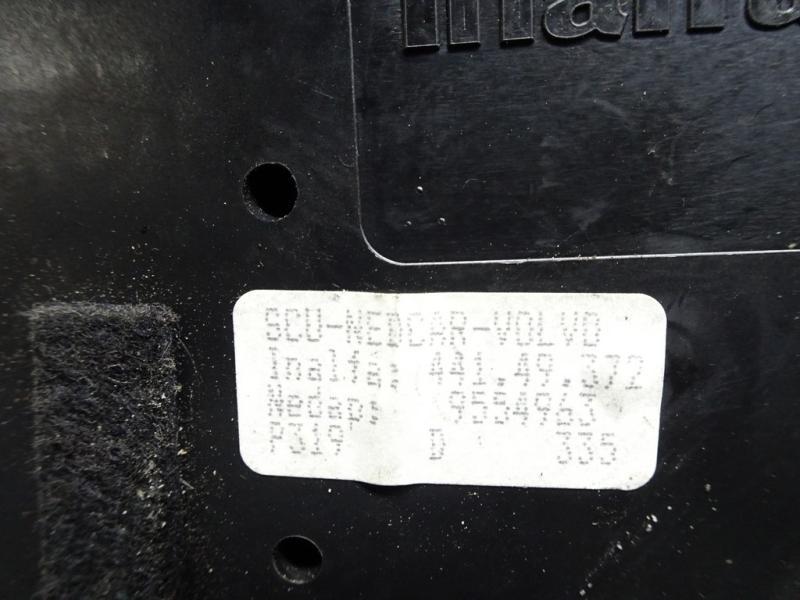 SCU-NEDCAR-VOLVO
Inalfa: 441.49.372
Nedap: 9554963
P319 D 335